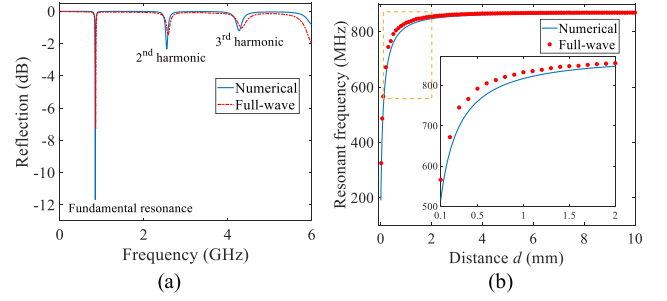 0
-2
-4
-6
-8
-10
-12
Reflection (dB)
2nd harmonic
3rd harmonic
Numerical
Full-wave
Fundamental resonance
0 2 4 6
Frequency (GHz)
(a)
800
600
400
200
Resonant frequency (MHz)
Numerical
Full-wave
800
700
600
500
0.1 0.5 1 1.5 2
0 2 4 6 8 10
Distance d (mm)
(b)